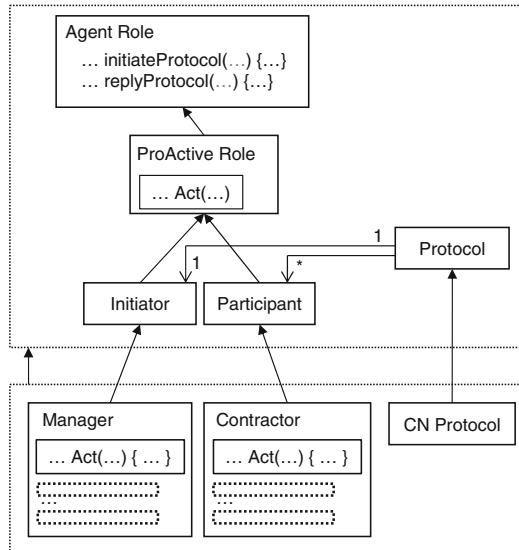 Agent Role
... initiateProtocol(...) {...}
... replyProtocol(...) {...}
ProActive Role
... Act(...)
1
Protocol
1
*
Initiator
Participant
Manager
Contractor
CN Protocol
... Act(...) { ... }
... Act(...) { ... }
...
...